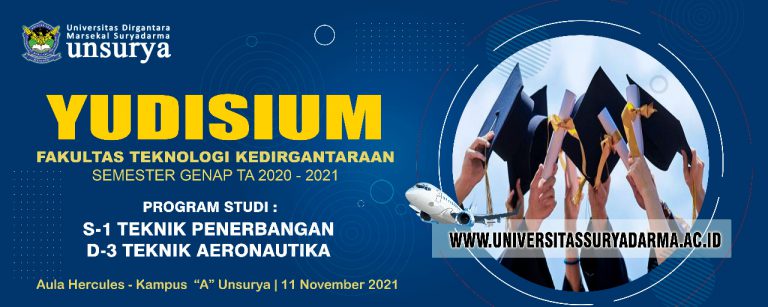 Universitas Dirgantara
Marsekal Suryadarma
unsurya
YUDISIUM
FAKULTAS TEKNOLOGI KEDIRGANTARAAN
SEMESTER GENAP TA 2020 - 2021
PROGRAM STUDI :
S-1 TEKNIK PENERBANGAN
D-3 TEKNIK AERONAUTIKA
WWW.UNIVERSITASSURYADARMA.AC.ID
Aula Hercules - Kampus “A” Unsurya | 11 November 2021